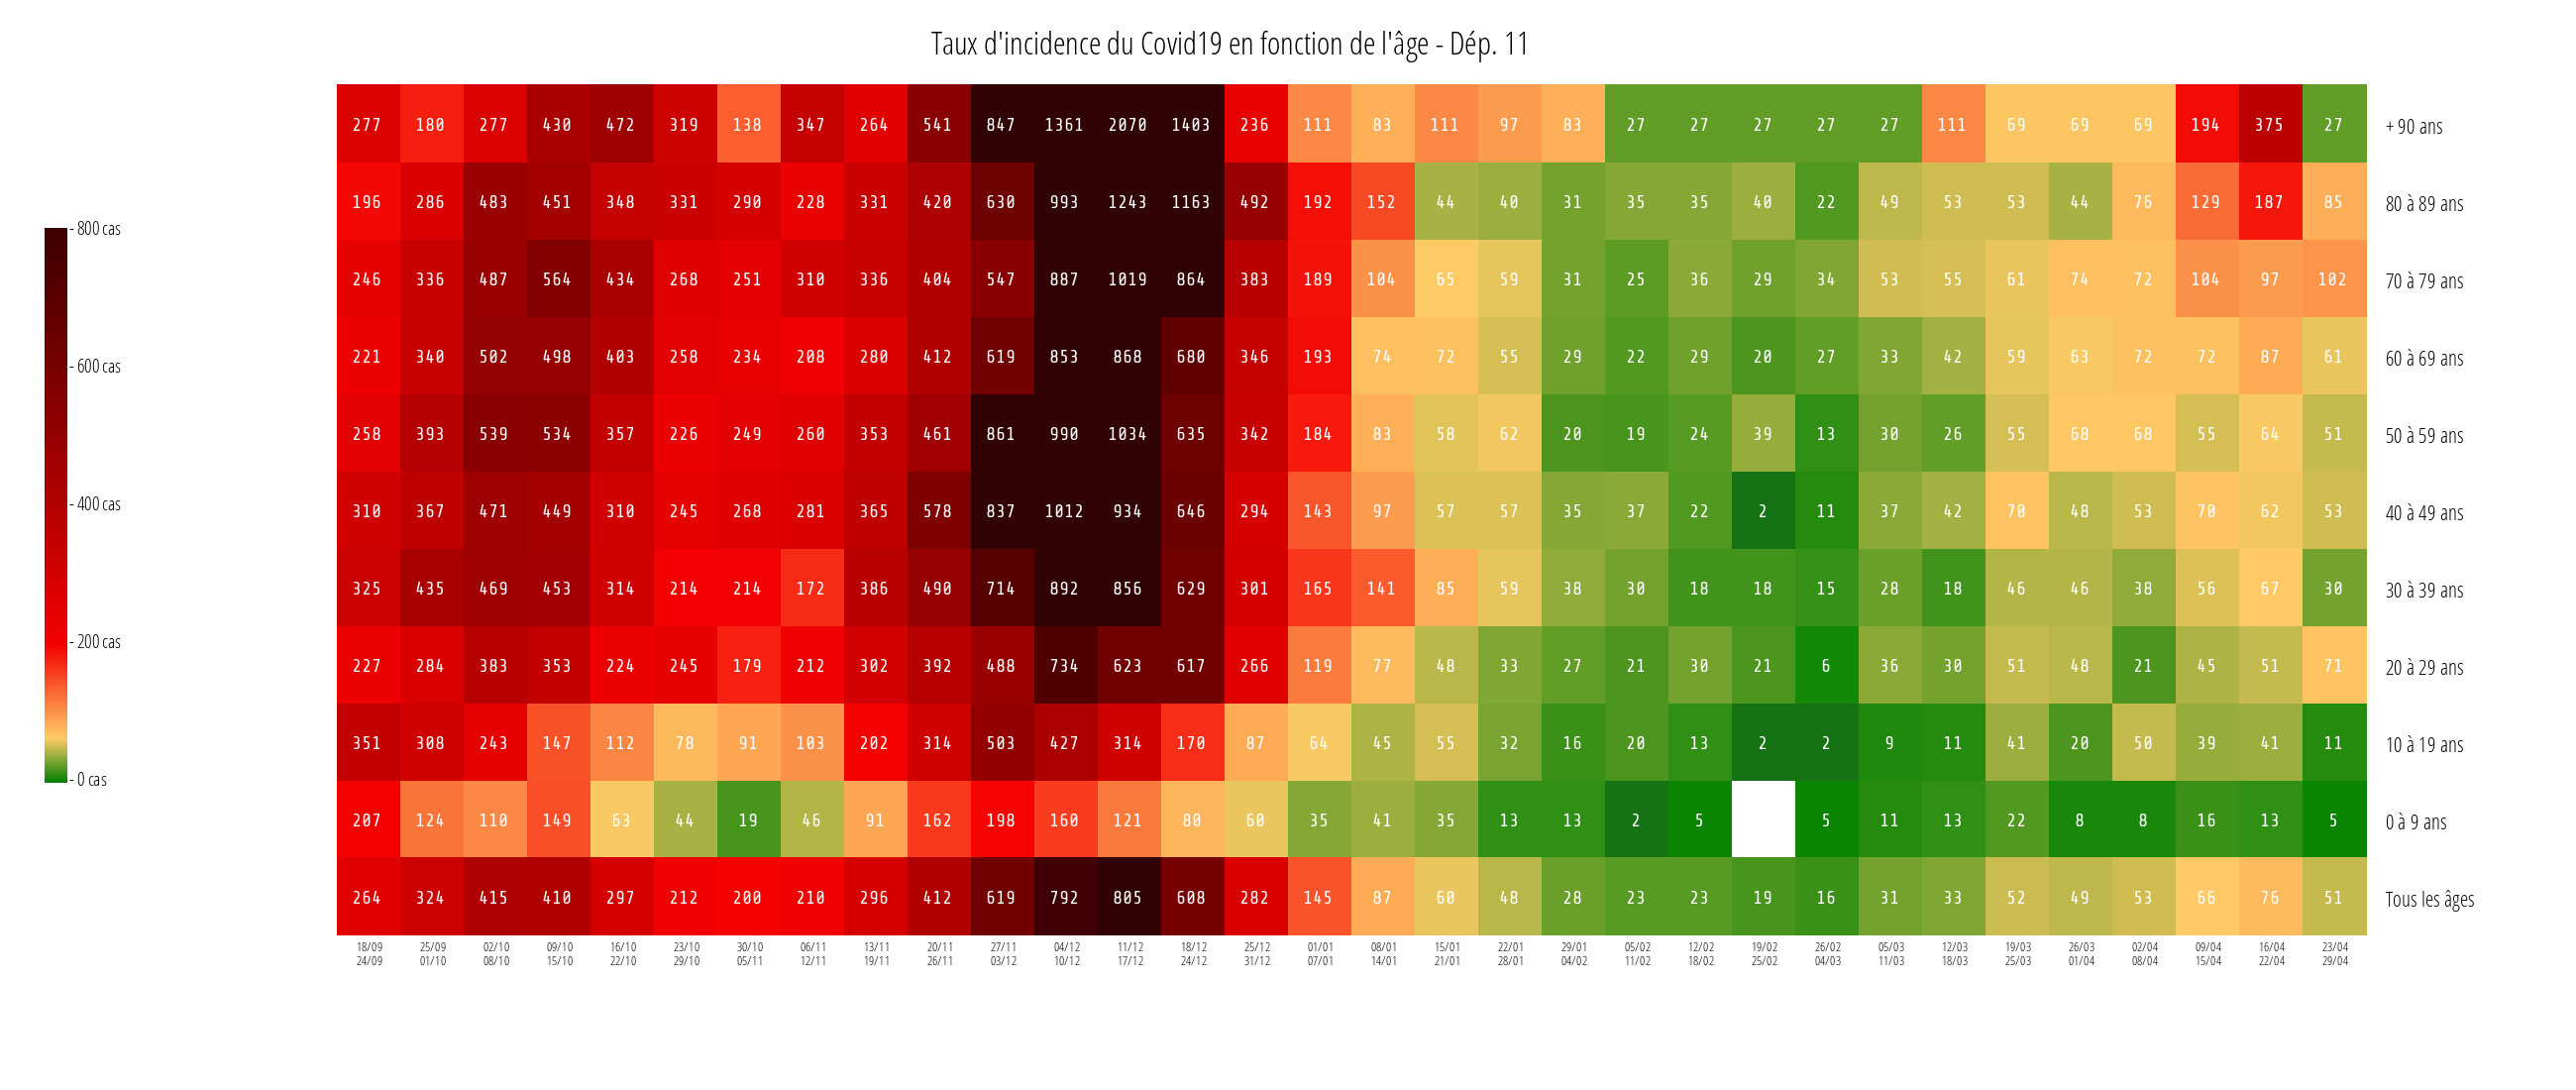 Taux d'incidence du Covid19 en fonction de l'âge - Dép. 11
277 180 277 430 472 319 138 347 264 541 847 1361 2070 1403 236 111 83 111 97 83 27 27 27 27 27 111 69 69 69 194 375 27 + 90 ans
196 286 483 451 348 331 290 228 331 420 630 993 1243 1163 492 192 152 44 40 31 35 35 40 22 49 53 53 44 76 129 187 85 80 à 89 ans
- 800 cas
246 336 487 564 434 268 251 310 336 404 547 887 1019 864 383 189 104 65 59 31 25 36 29 34 53 55 61 74 72 104 97 102 70 à 79 ans
221 340 502 498 403 258 234 208 280 412 619 853 868 680 346 193 74 72 55 29 22 29 20 27 33 42 59 63 72 72 87 61 60 à 69 ans
- 600 cas
258 393 539 534 357 226 249 260 353 461 861 990 1034 635 342 184 83 58 62 20 19 24 39 13 30 26 55 68 68 55 64 51 50 à 59 ans
- 400 cas
310 367 471 449 310 245 268 281 365 578 837 1012 934 646 294 143 97 57 57 35 37 22 2 11 37 42 70 48 53 70 62 53 40 à 49 ans
325 435 469 453 314 214 214 172 386 490 714 892 856 629 301 165 141 85 59 38 30 18 18 15 28 18 46 46 38 56 67 30 30 à 39 ans
- 200 cas
227 284 383 353 224 245 179 212 302 392 488 734 623 617 266 119 77 48 33 27 21 30 21 6 36 30 51 48 21 45 51 71 20 à 29 ans
351 308 243 147 112 78 91 103 202 314 503 427 314 170 87 64 45 55 32 16 20 13 2 2 9 11 41 20 50 39 41 11 10 à 19 ans
- 0 cas
207 124 110 149 63 44 19 46 91 162 198 160 121 80 60 35 41 35 13 13 2 5 5 11 13 22 8 8 16 13 5 0 à 9 ans
264 324 415 410 297 212 200 210 296 412 619 792 805 608 282 145 87 60 48 28 23 23 19 16 31 33 52 49 53 66 76 51 Tous les âges
18/09 25/09 02/10 09/10 16/10 23/10 30/10 06/11 13/11 20/11 27/11 04/12 11/12 18/12 25/12 01/01 08/01 15/01 22/01 29/01 05/02 12/02 19/02 26/02 05/03 12/03 19/03 26/03 02/04 09/04 16/04 23/04
24/09 01/10 08/10 15/10 22/10 29/10 05/11 12/11 19/11 26/11 03/12 10/12 17/12 24/12 31/12 07/01 14/01 21/01 28/01 04/02 11/02 18/02 25/02 04/03 11/03 18/03 25/03 01/04 08/04 15/04 22/04 29/04